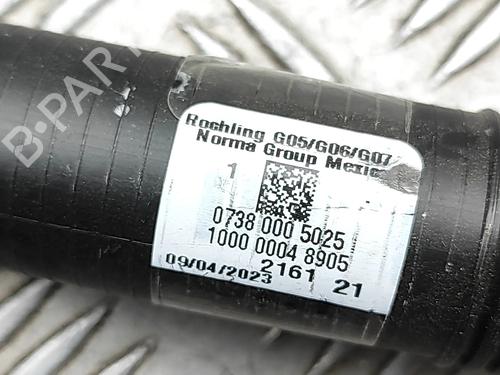 B-PARTS
Rochling G05/G06/G07
Norma Group Mexic
1
0738 000 5025
1000 0004 8905
09/04/2023 2161 21